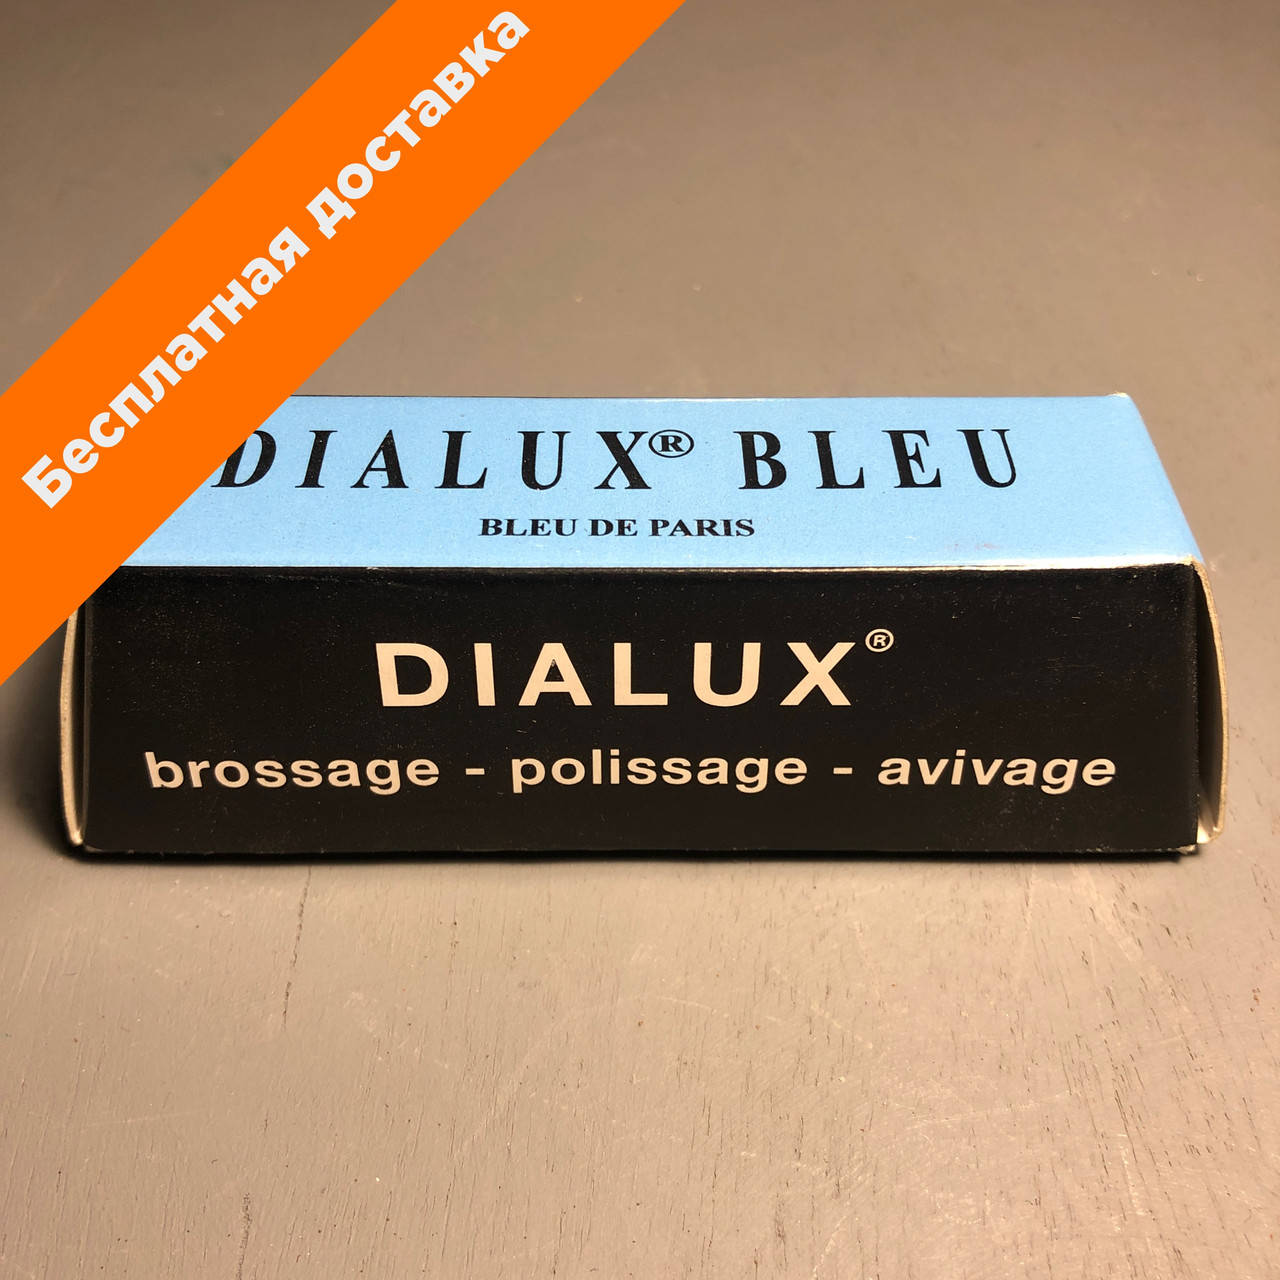 Бесплатная доставка
DIALUX® BLEU
BLEU DE PARIS
DIALUX®
brossage - polissage - avivage